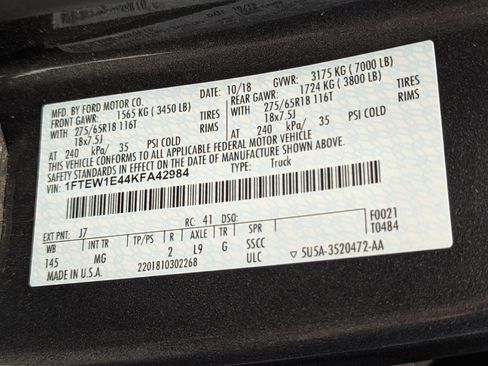 MFD. BY FORD MOTOR CO.
10/18 GVWR: 3175 KG (7000 LB)
FRONT GAWR: 1565 KG (3450 LB) REAR GAWR: 1724 KG (3800 LB)
WITH 275/65R18 116T TIRES WITH 275/65R18 116T TIRES
18x7.5J RIMS 18x7.5J RIMS
AT 240 kPa/ 35 PSI COLD AT 240 kPa/ 35 PSI COLD
THIS VEHICLE CONFORMS TO ALL APPLICABLE FEDERAL MOTOR VEHICLE
SAFETY STANDARDS IN EFFECT ON THE DATE OF MANUFACTURE SHOWN ABOVE.
VIN: 1FTEW1E44KFA42984 TYPE: Truck
EXT PNT: J7 RC: 41 DSO: F0021
WB INT TR TP/PS R AXLE TR SPR T0484
145 MG 2 L9 G SSCC
MADE IN U.S.A. 2201810302268 ULC ▽ 5U5A-3520472-AA